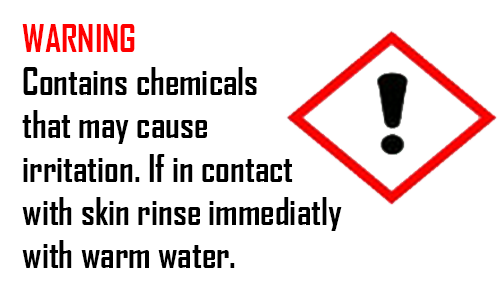 WARNING
Contains chemicals
that may cause
irritation. If in contact
with skin rinse immediatly
with warm water.